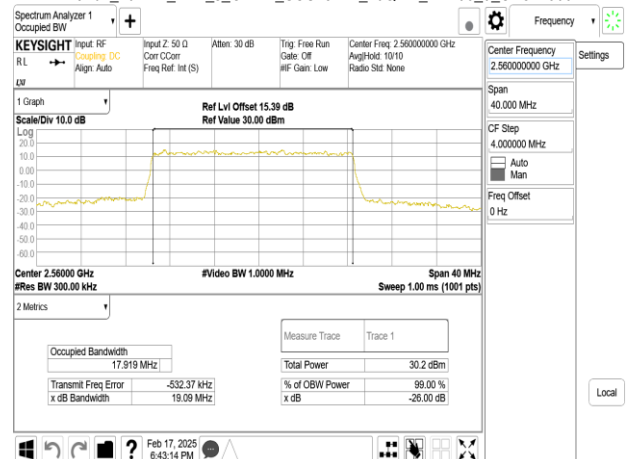 Spectrum Analyzer 1
Occupied BW
Frequency
KEYSIGHT
RL
LXI
Input: RF
Coupling: DC
Align: Auto
Input Z: 50 Ω
Corr CCorr
Freq Ref: Int (S)
Atten: 30 dB
Trig: Free Run
Gate: Off
#IF Gain: Low
Center Freq: 2.560000000 GHz
Avg|Hold: 10/10
Radio Std: None
Center Frequency
2.560000000 GHz
Settings
Span
40.000 MHz
CF Step
4.000000 MHz
Auto
Man
Freq Offset
0 Hz
1 Graph
Ref Lvl Offset 15.39 dB
Scale/Div 10.0 dB
Ref Value 30.00 dBm
Log
20.0
10.0
0.00
-10.0
-20.0
-30.0
-40.0
-50.0
-60.0
Center 2.56000 GHz
#Video BW 1.0000 MHz
Span 40 MHz
#Res BW 300.00 kHz
Sweep 1.00 ms (1001 pts)
2 Metrics
Measure Trace Trace 1
Occupied Bandwidth
17.919 MHz
Total Power 30.2 dBm
Transmit Freq Error -532.37 kHz
% of OBW Power 99.00 %
x dB Bandwidth 19.09 MHz
x dB -26.00 dB
Local
?
Feb 17, 2025
6:43:14 PM